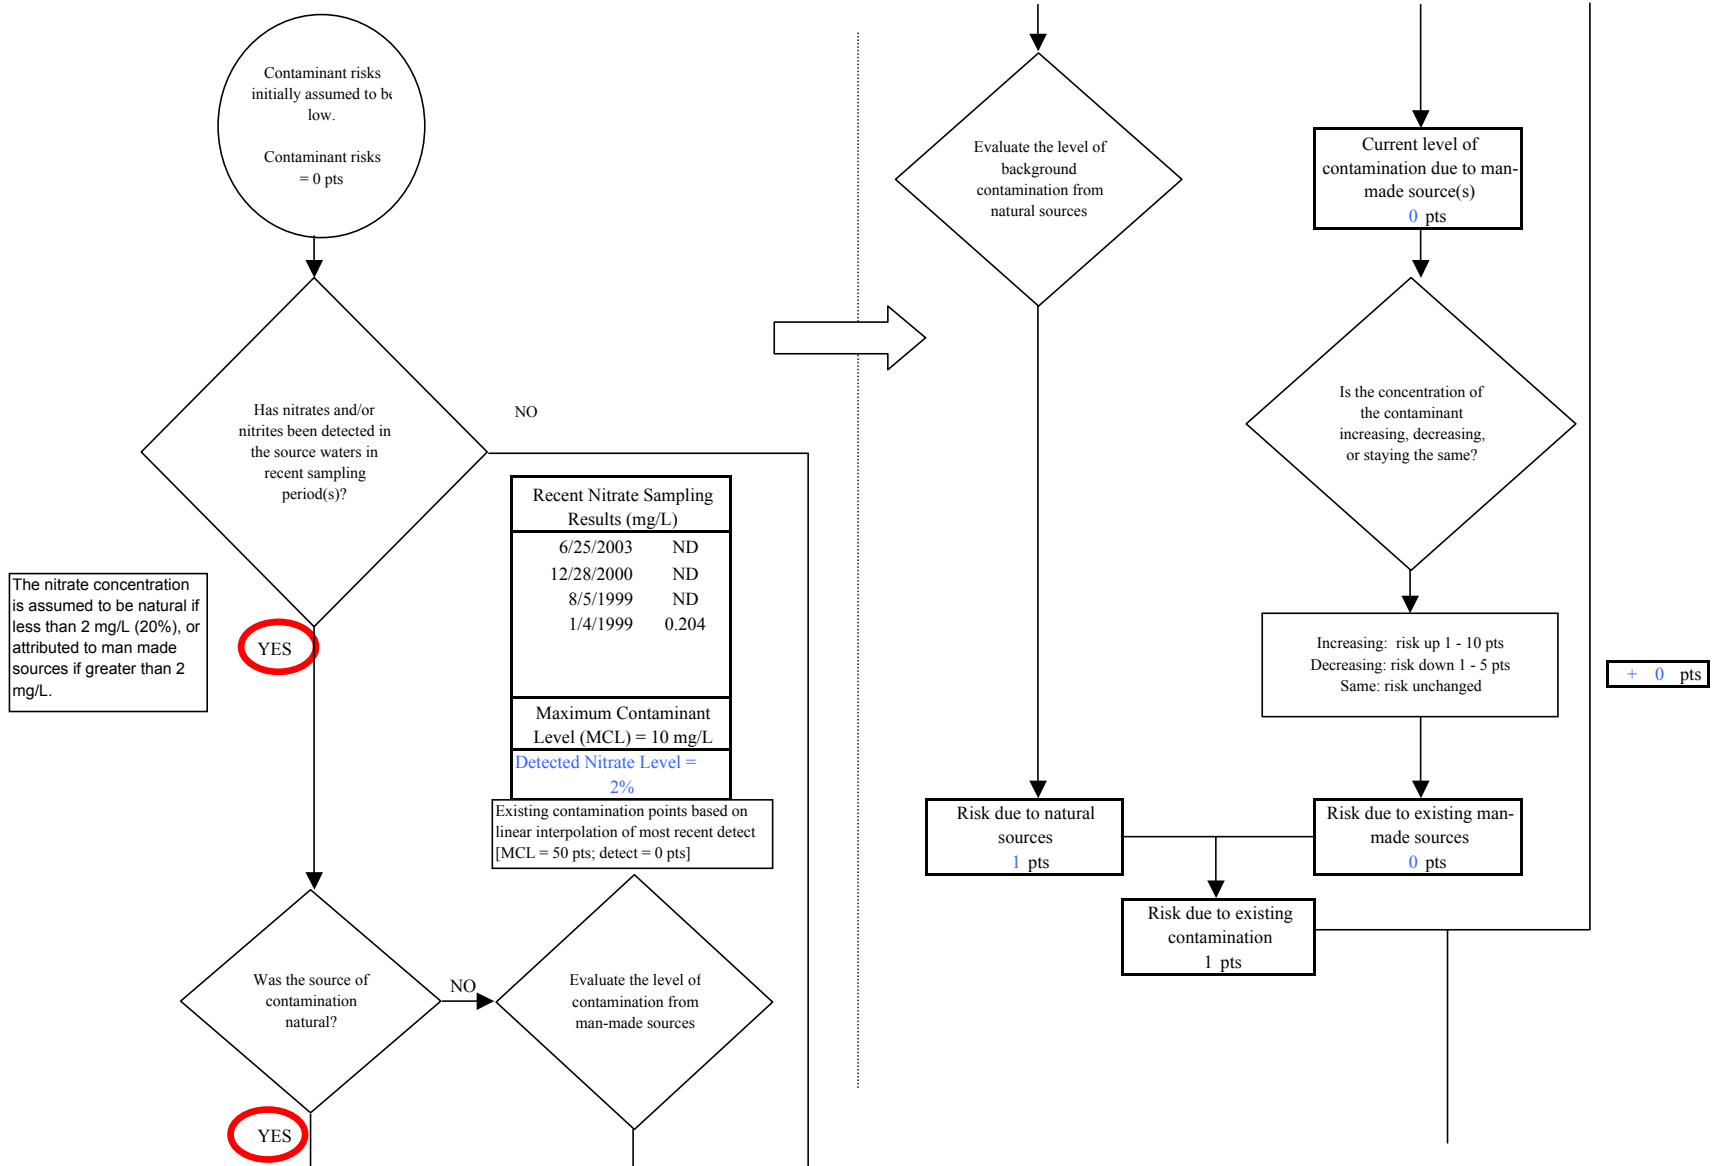 Contaminant risks
initially assumed to be
low.
Contaminant risks
= 0 pts
Has nitrates and/or
nitrites been detected in
the source waters in
recent sampling
period(s)?
NO
YES
The nitrate concentration
is assumed to be natural if
less than 2 mg/L (20%), or
attributed to man made
sources if greater than 2
mg/L.
Recent Nitrate Sampling
Results (mg/L)
6/25/2003 ND
12/28/2000 ND
8/5/1999 ND
1/4/1999 0.204
Maximum Contaminant
Level (MCL) = 10 mg/L
Detected Nitrate Level =
2%
Existing contamination points based on
linear interpolation of most recent detect
[MCL = 50 pts; detect = 0 pts]
Was the source of
contamination
natural?
NO
YES
Evaluate the level of
contamination from
man-made sources
Evaluate the level of
background
contamination from
natural sources
Current level of
contamination due to man-
made source(s)
0 pts
Is the concentration of
the contaminant
increasing, decreasing,
or staying the same?
Increasing: risk up 1 - 10 pts
Decreasing: risk down 1 - 5 pts
Same: risk unchanged
+ 0 pts
Risk due to natural
sources
1 pts
Risk due to existing man-
made sources
0 pts
Risk due to existing
contamination
1 pts